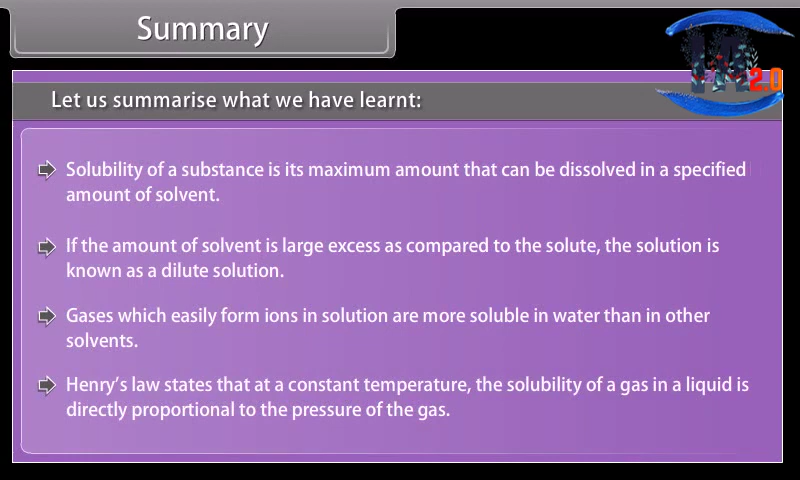 Summary
2.0
Let us summarise what we have learnt:
Solubility of a substance is its maximum amount that can be dissolved in a specified
amount of solvent.
If the amount of solvent is large excess as compared to the solute, the solution is
known as a dilute solution.
Gases which easily form ions in solution are more soluble in water than in other
solvents.
Henry's law states that at a constant temperature, the solubility of a gas in a liquid is
directly proportional to the pressure of the gas.